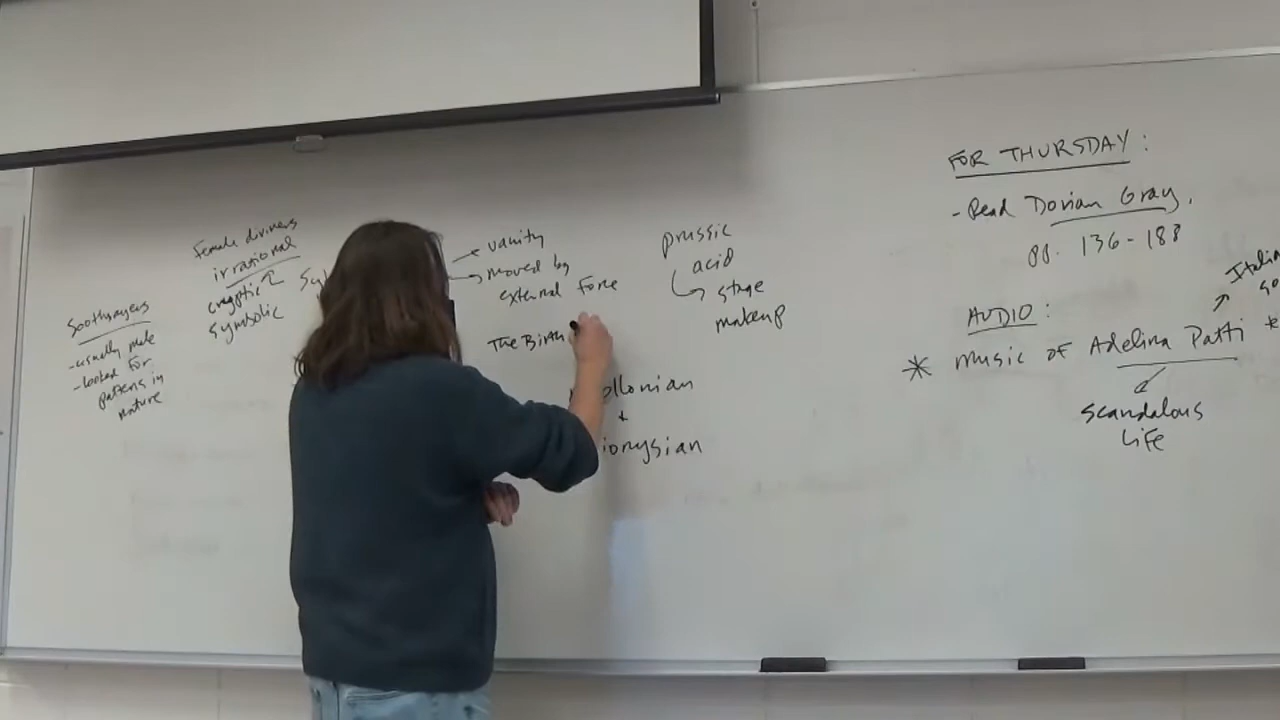 Soothsayers
- usually male
- looked for
patterns in
nature
Female diviners
irrational
cryptic
symbolic
vanity
moved by
external Force
The Birth
ollonian
+
ionysian
prussic
acid
stage
makeup
FOR THURSDAY:
- Read Dorian Gray,
pp. 136-188
AUDIO:
* music of Adelina Patti *
scandalous
life